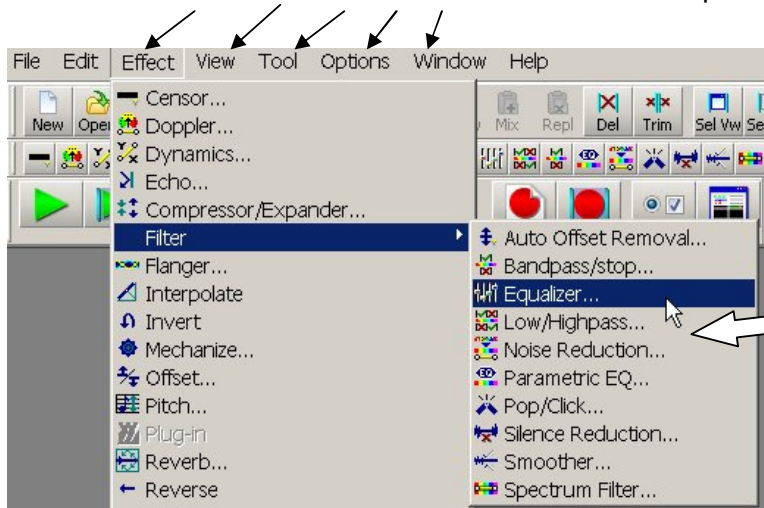 File Edit Effect View Tool Options Window Help
New Mix Repl Del Trim Sel Vw
Censor...
Doppler...
Dynamics...
Echo...
Compressor/Expander...
Filter
Flanger...
Interpolate
Invert
Mechanize...
Offset...
Pitch...
Plug-in
Reverb...
Reverse
Auto Offset Removal...
Bandpass/stop...
Equalizer...
Low/Highpass...
Noise Reduction...
Parametric EQ...
Pop/Click...
Silence Reduction...
Smoother...
Spectrum Filter...